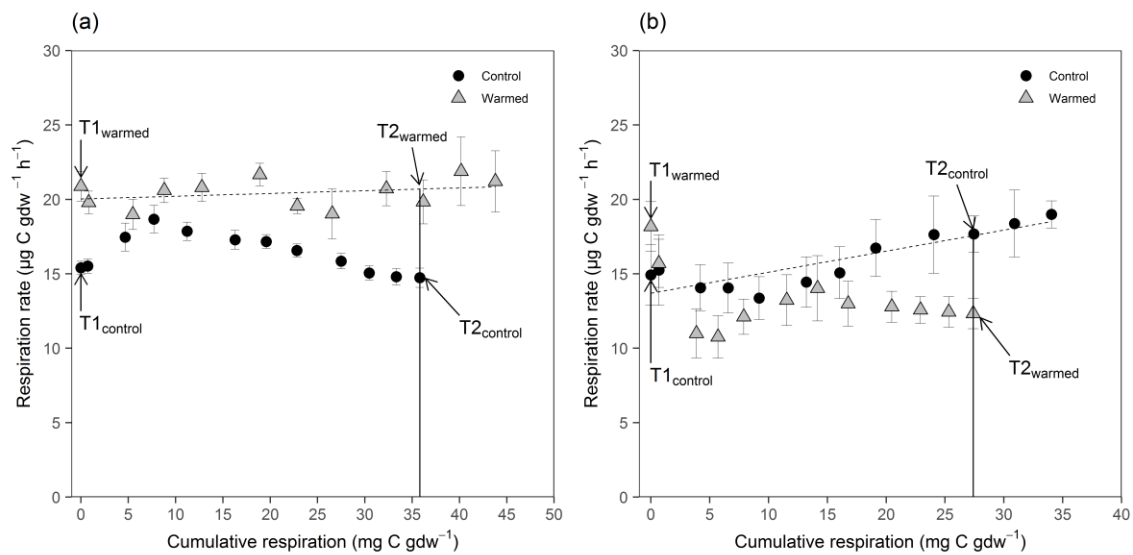 (a)
Respiration rate (µg C gdw⁻¹ h⁻¹)
30
25
20
15
10
5
0
Control
Warmed
T1warmed
T2warmed
T1control
T2control
0 5 10 15 20 25 30 35 40 45 50
Cumulative respiration (mg C gdw⁻¹)
(b)
Respiration rate (µg C gdw⁻¹ h⁻¹)
30
25
20
15
10
5
0
Control
Warmed
T1warmed
T2control
T1control
T2warmed
0 5 10 15 20 25 30 35 40
Cumulative respiration (mg C gdw⁻¹)